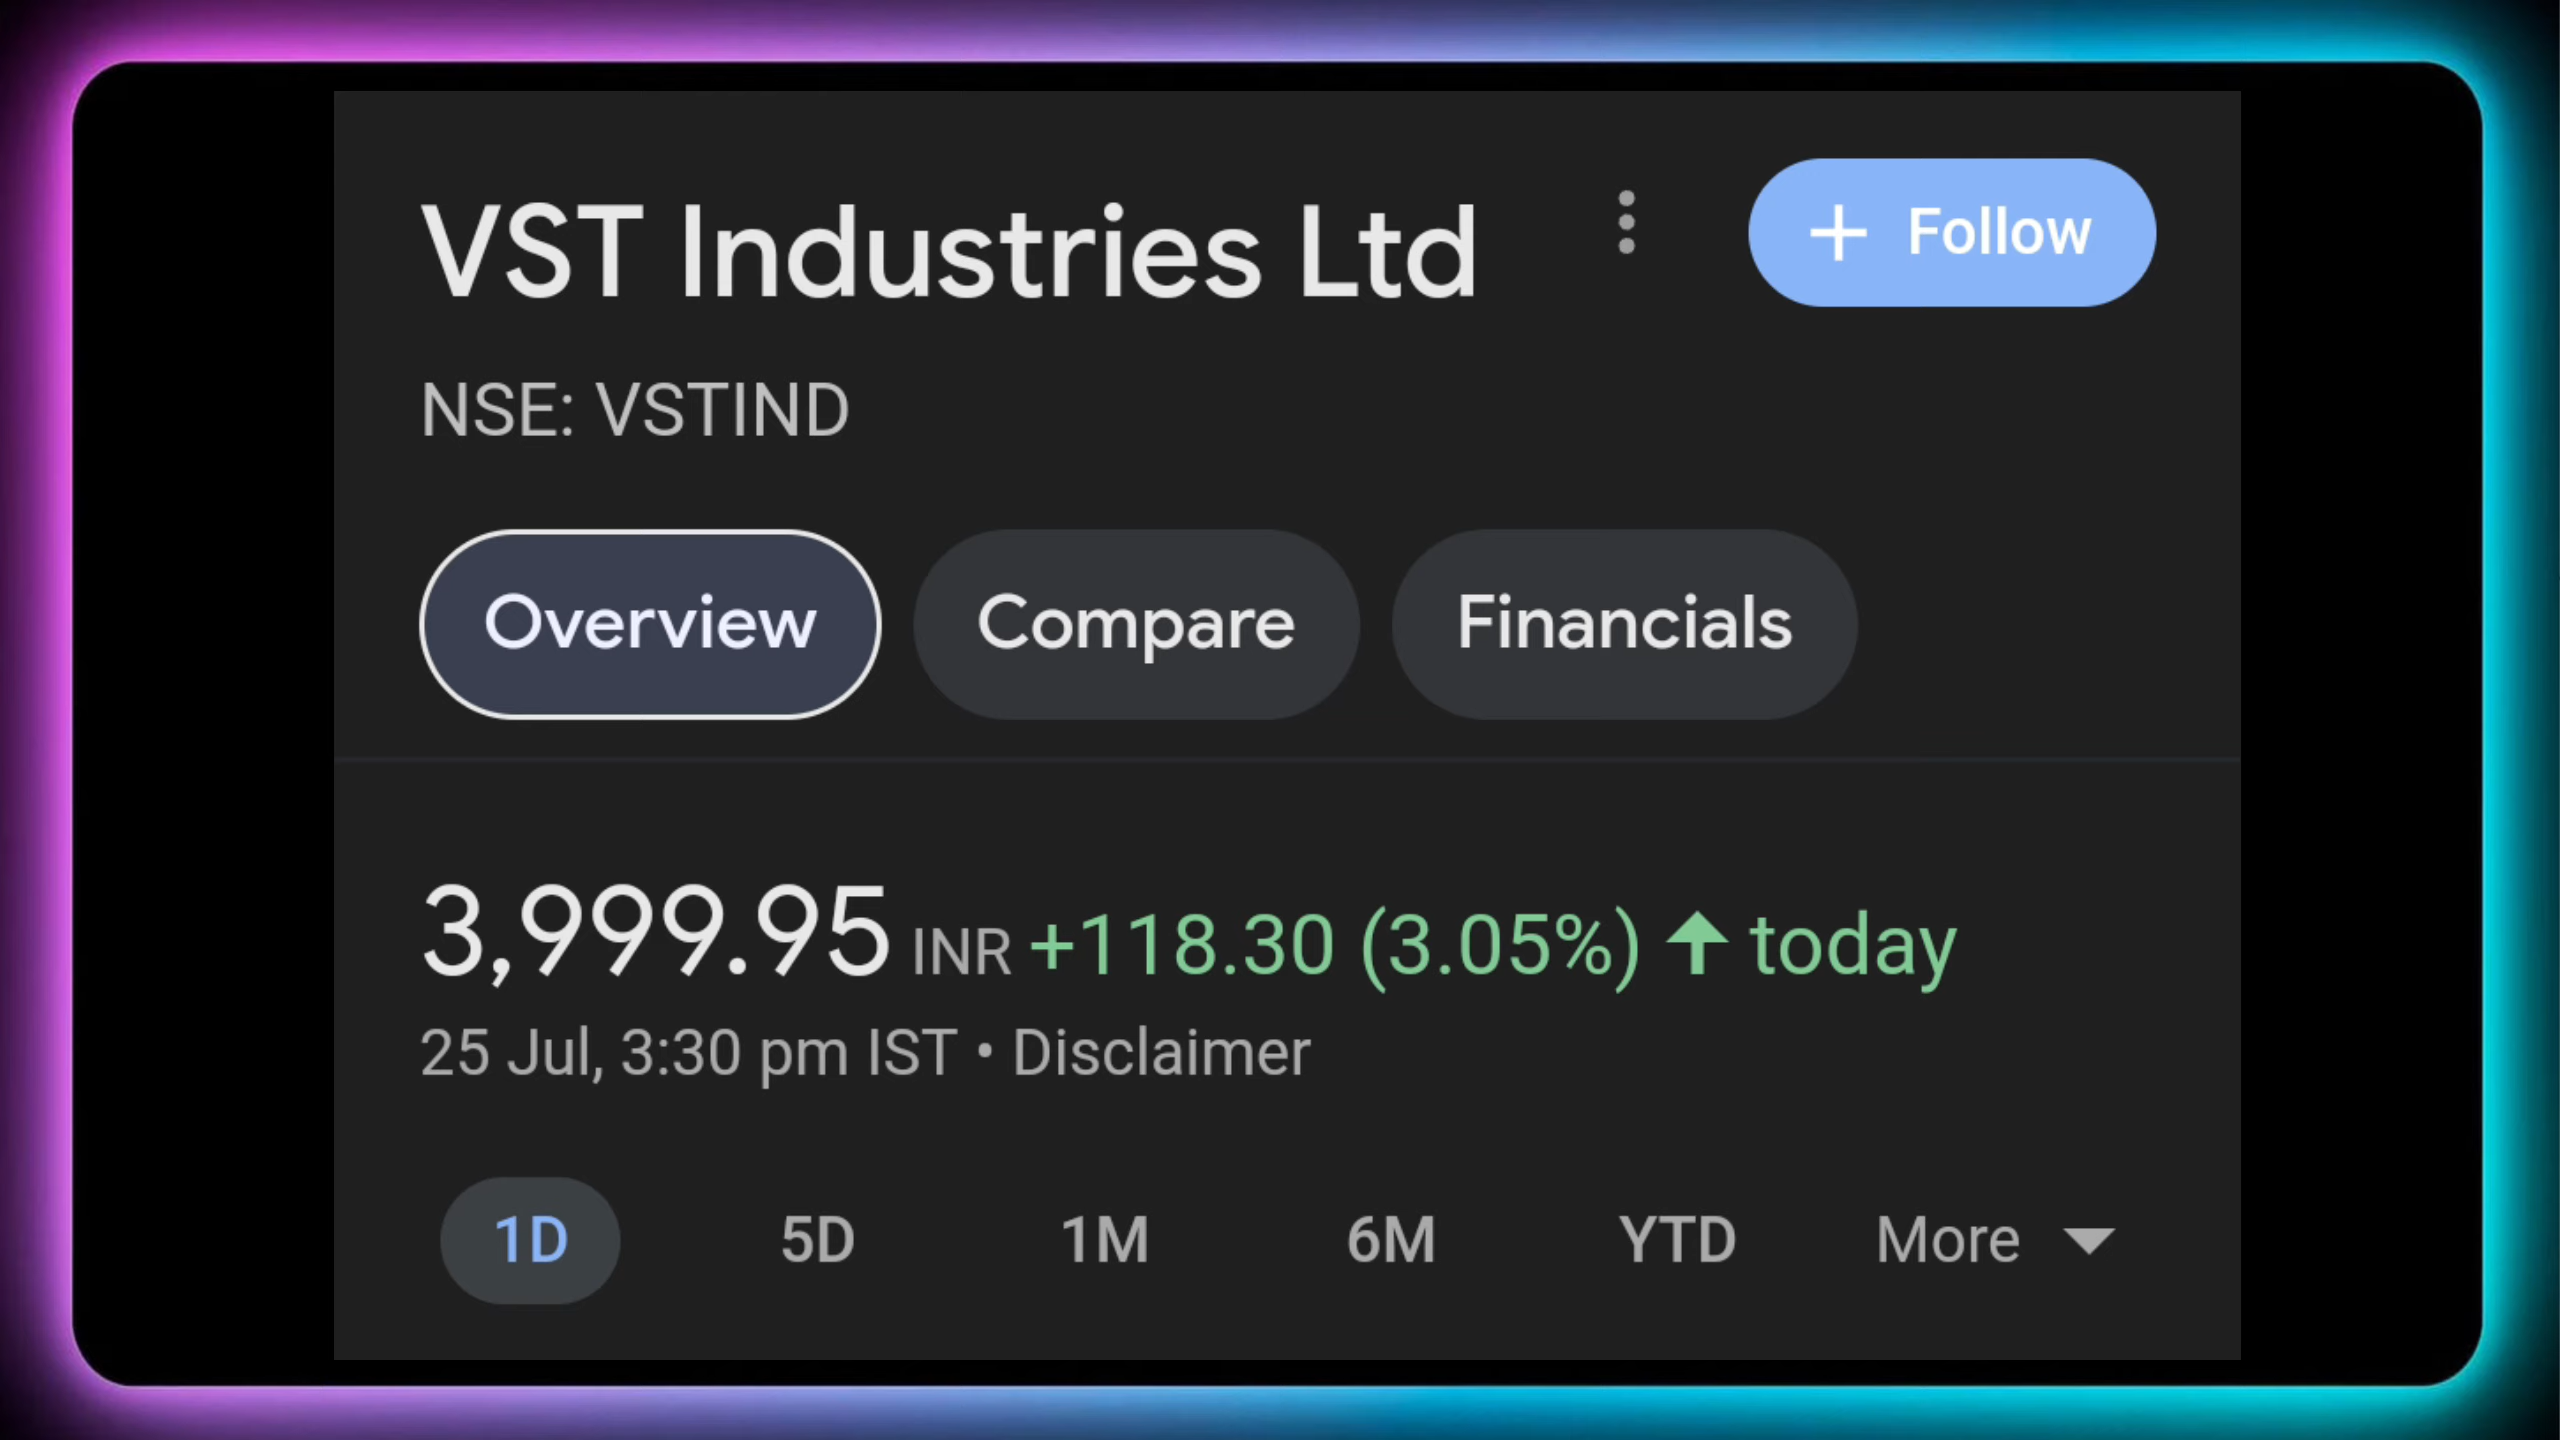 VST Industries Ltd
+ Follow
NSE: VSTIND
Overview Compare Financials
3,999.95 INR +118.30 (3.05%) ↑ today
25 Jul, 3:30 pm IST • Disclaimer
1D 5D 1M 6M YTD More